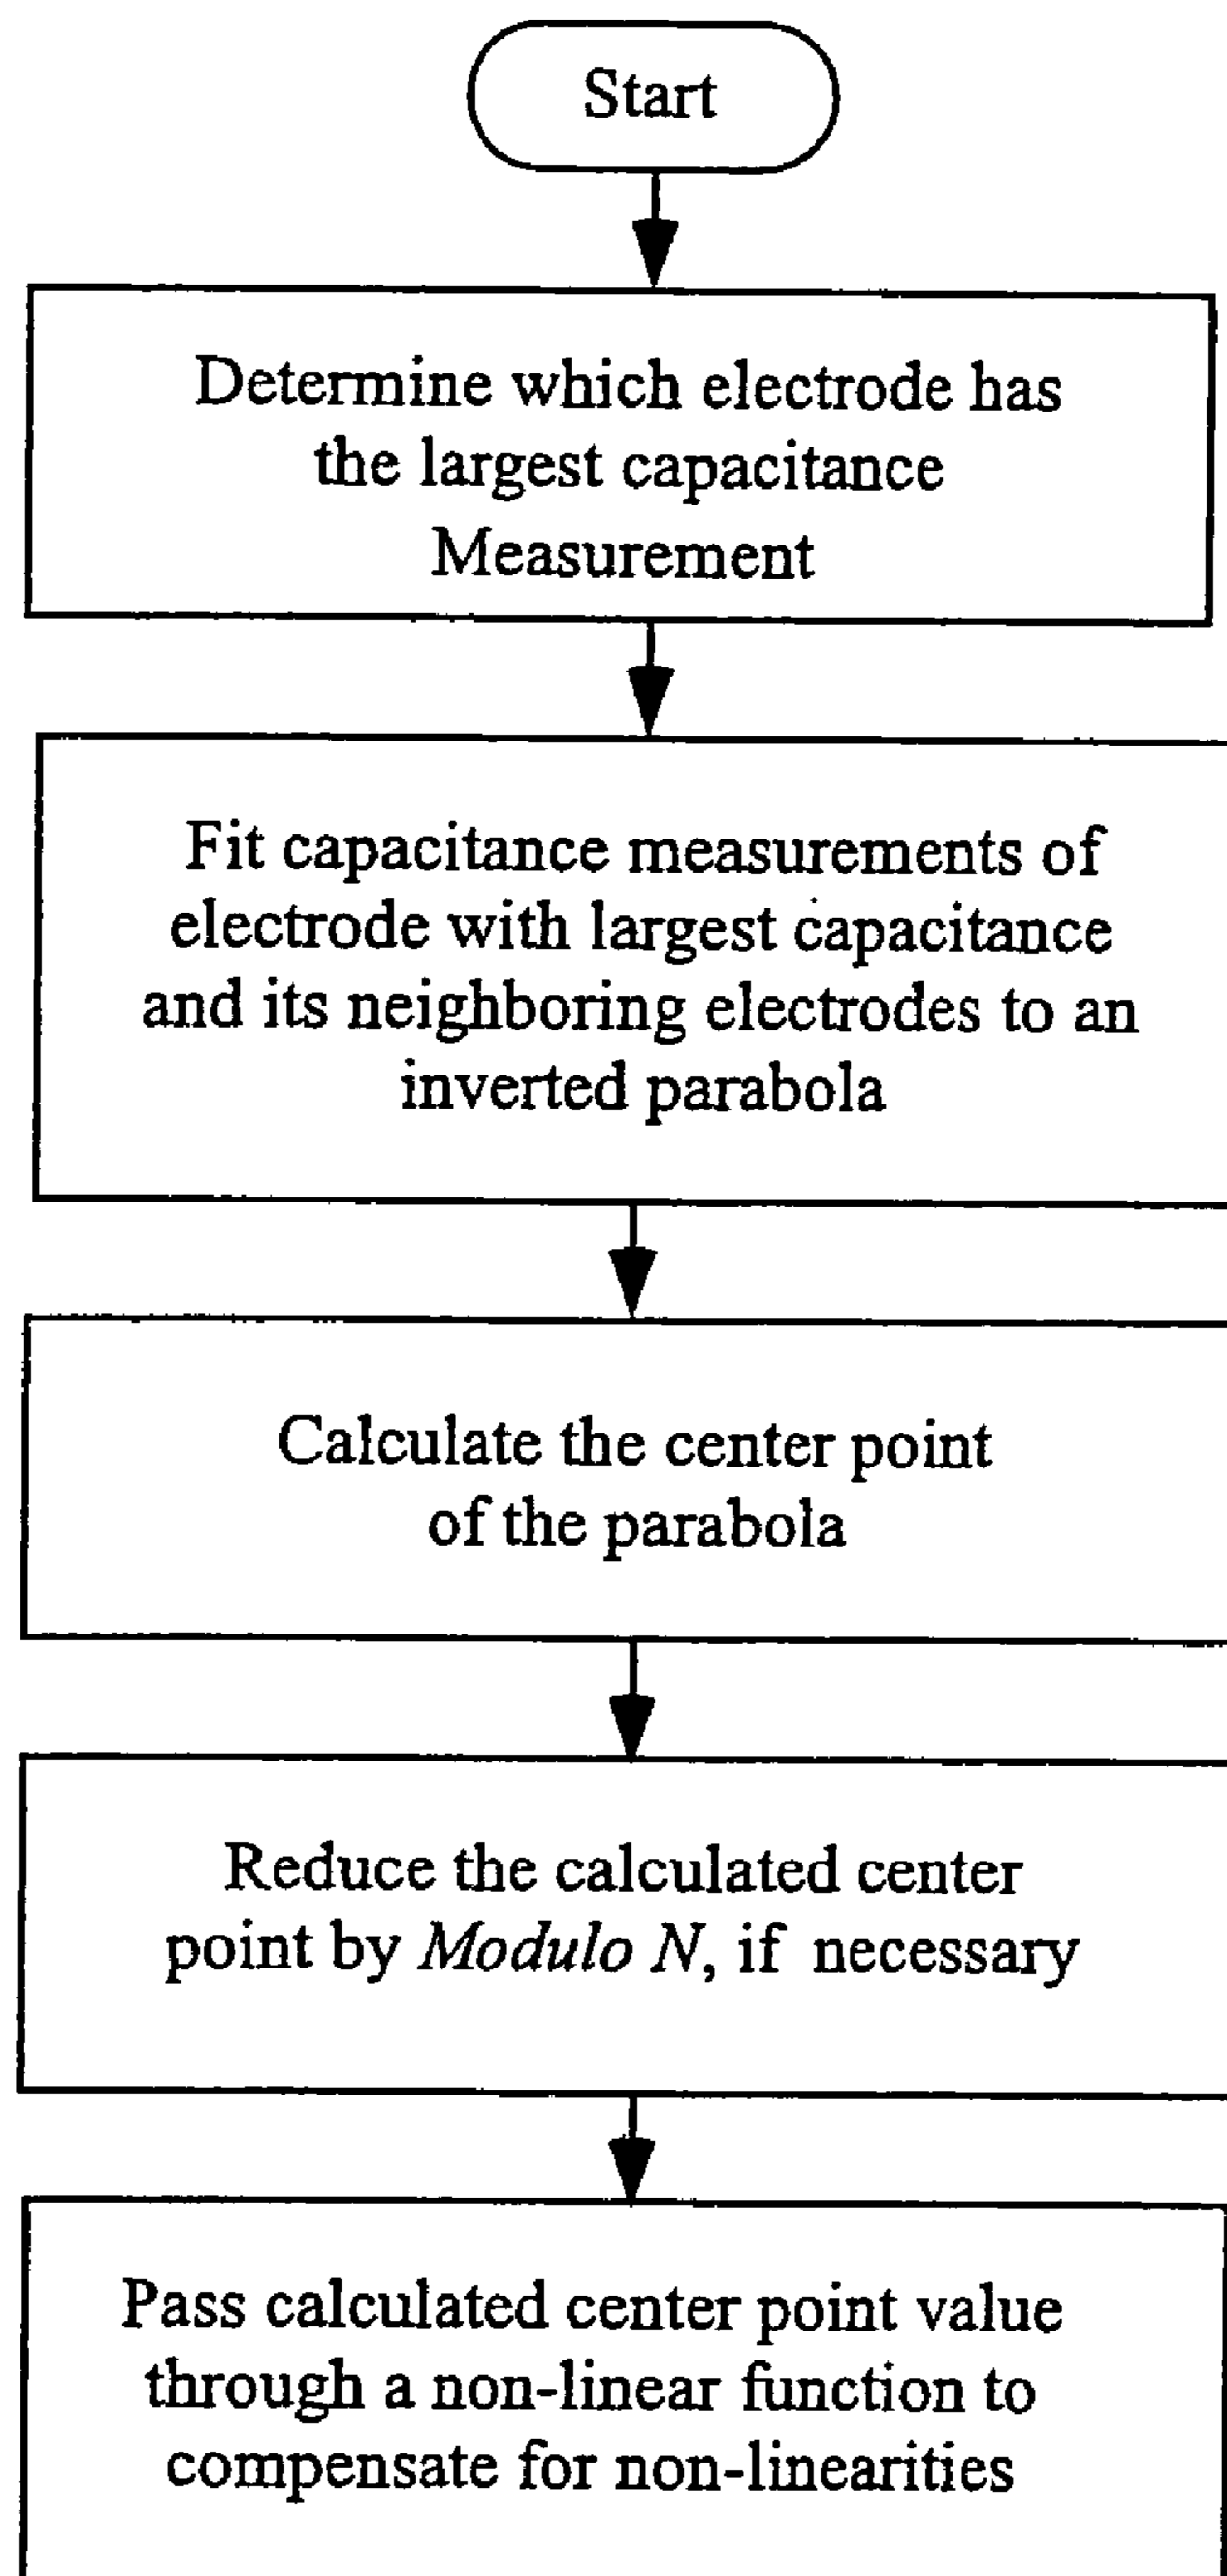 Start
Determine which electrode has
the largest capacitance
Measurement
Fit capacitance measurements of
electrode with largest capacitance
and its neighboring electrodes to an
inverted parabola
Calculate the center point
of the parabola
Reduce the calculated center
point by Modulo N, if necessary
Pass calculated center point value
through a non-linear function to
compensate for non-linearities